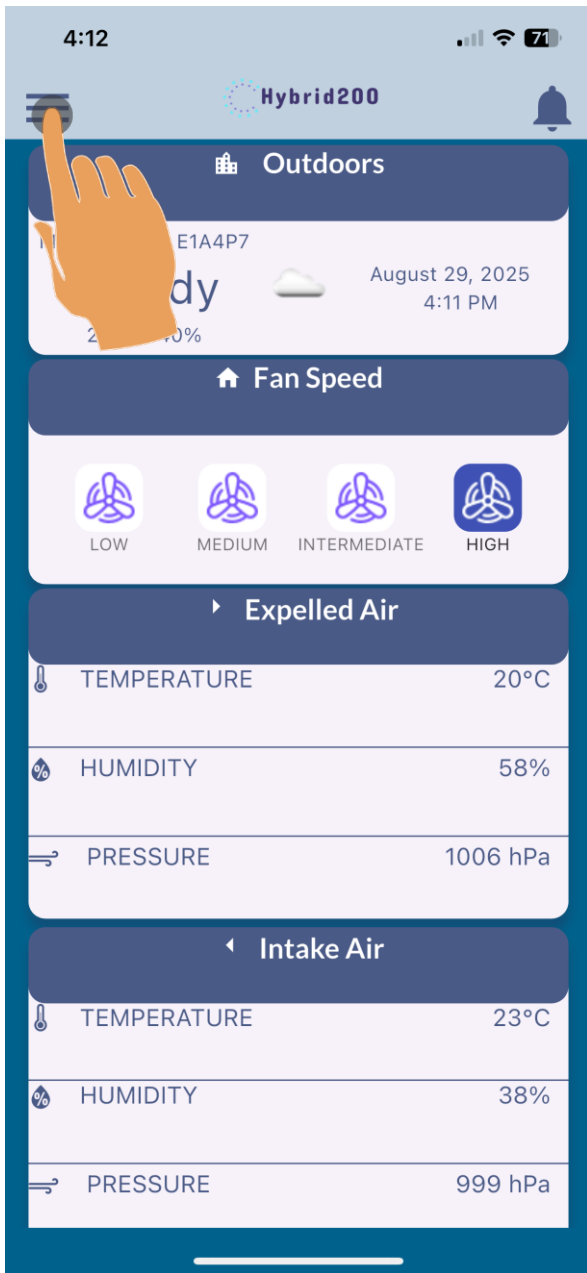 4:12
71
Hybrid200
Outdoors
E1A4P7
dy
August 29, 2025
4:11 PM
0%
Fan Speed
LOW MEDIUM INTERMEDIATE HIGH
Expelled Air
TEMPERATURE 20°C
% HUMIDITY 58%
PRESSURE 1006 hPa
Intake Air
TEMPERATURE 23°C
% HUMIDITY 38%
PRESSURE 999 hPa